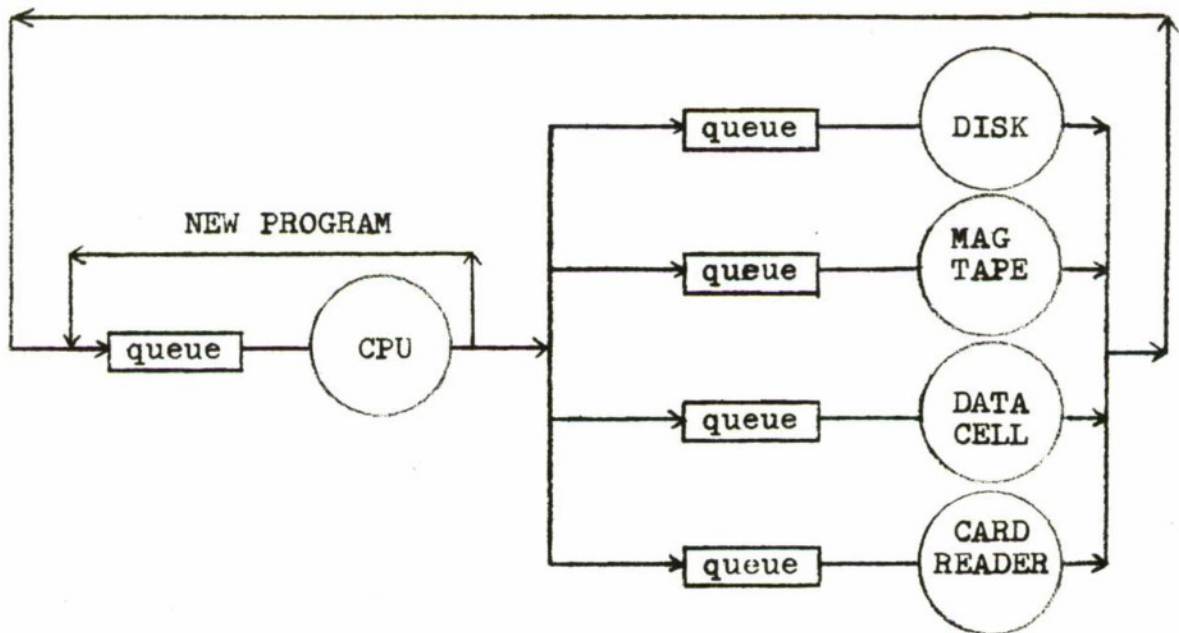 queue
DISK
NEW PROGRAM
queue
MAG
TAPE
queue
CPU
queue
DATA
CELL
queue
CARD
READER